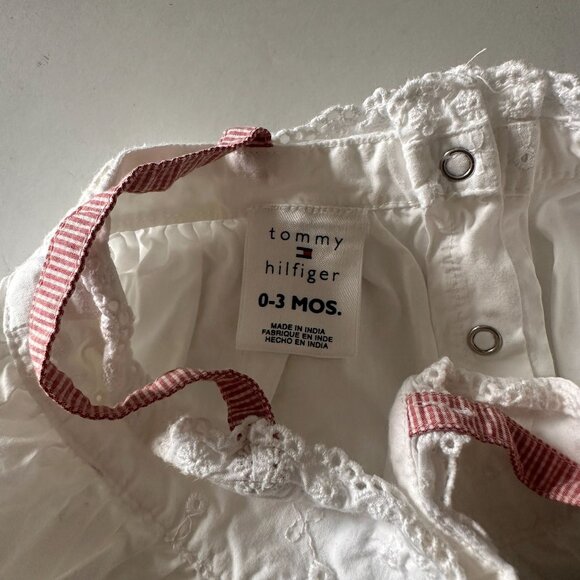 tommy
hilfiger
0-3 MOS.
MADE IN INDIA
FABRIQUE EN INDE
HECHO EN INDIA